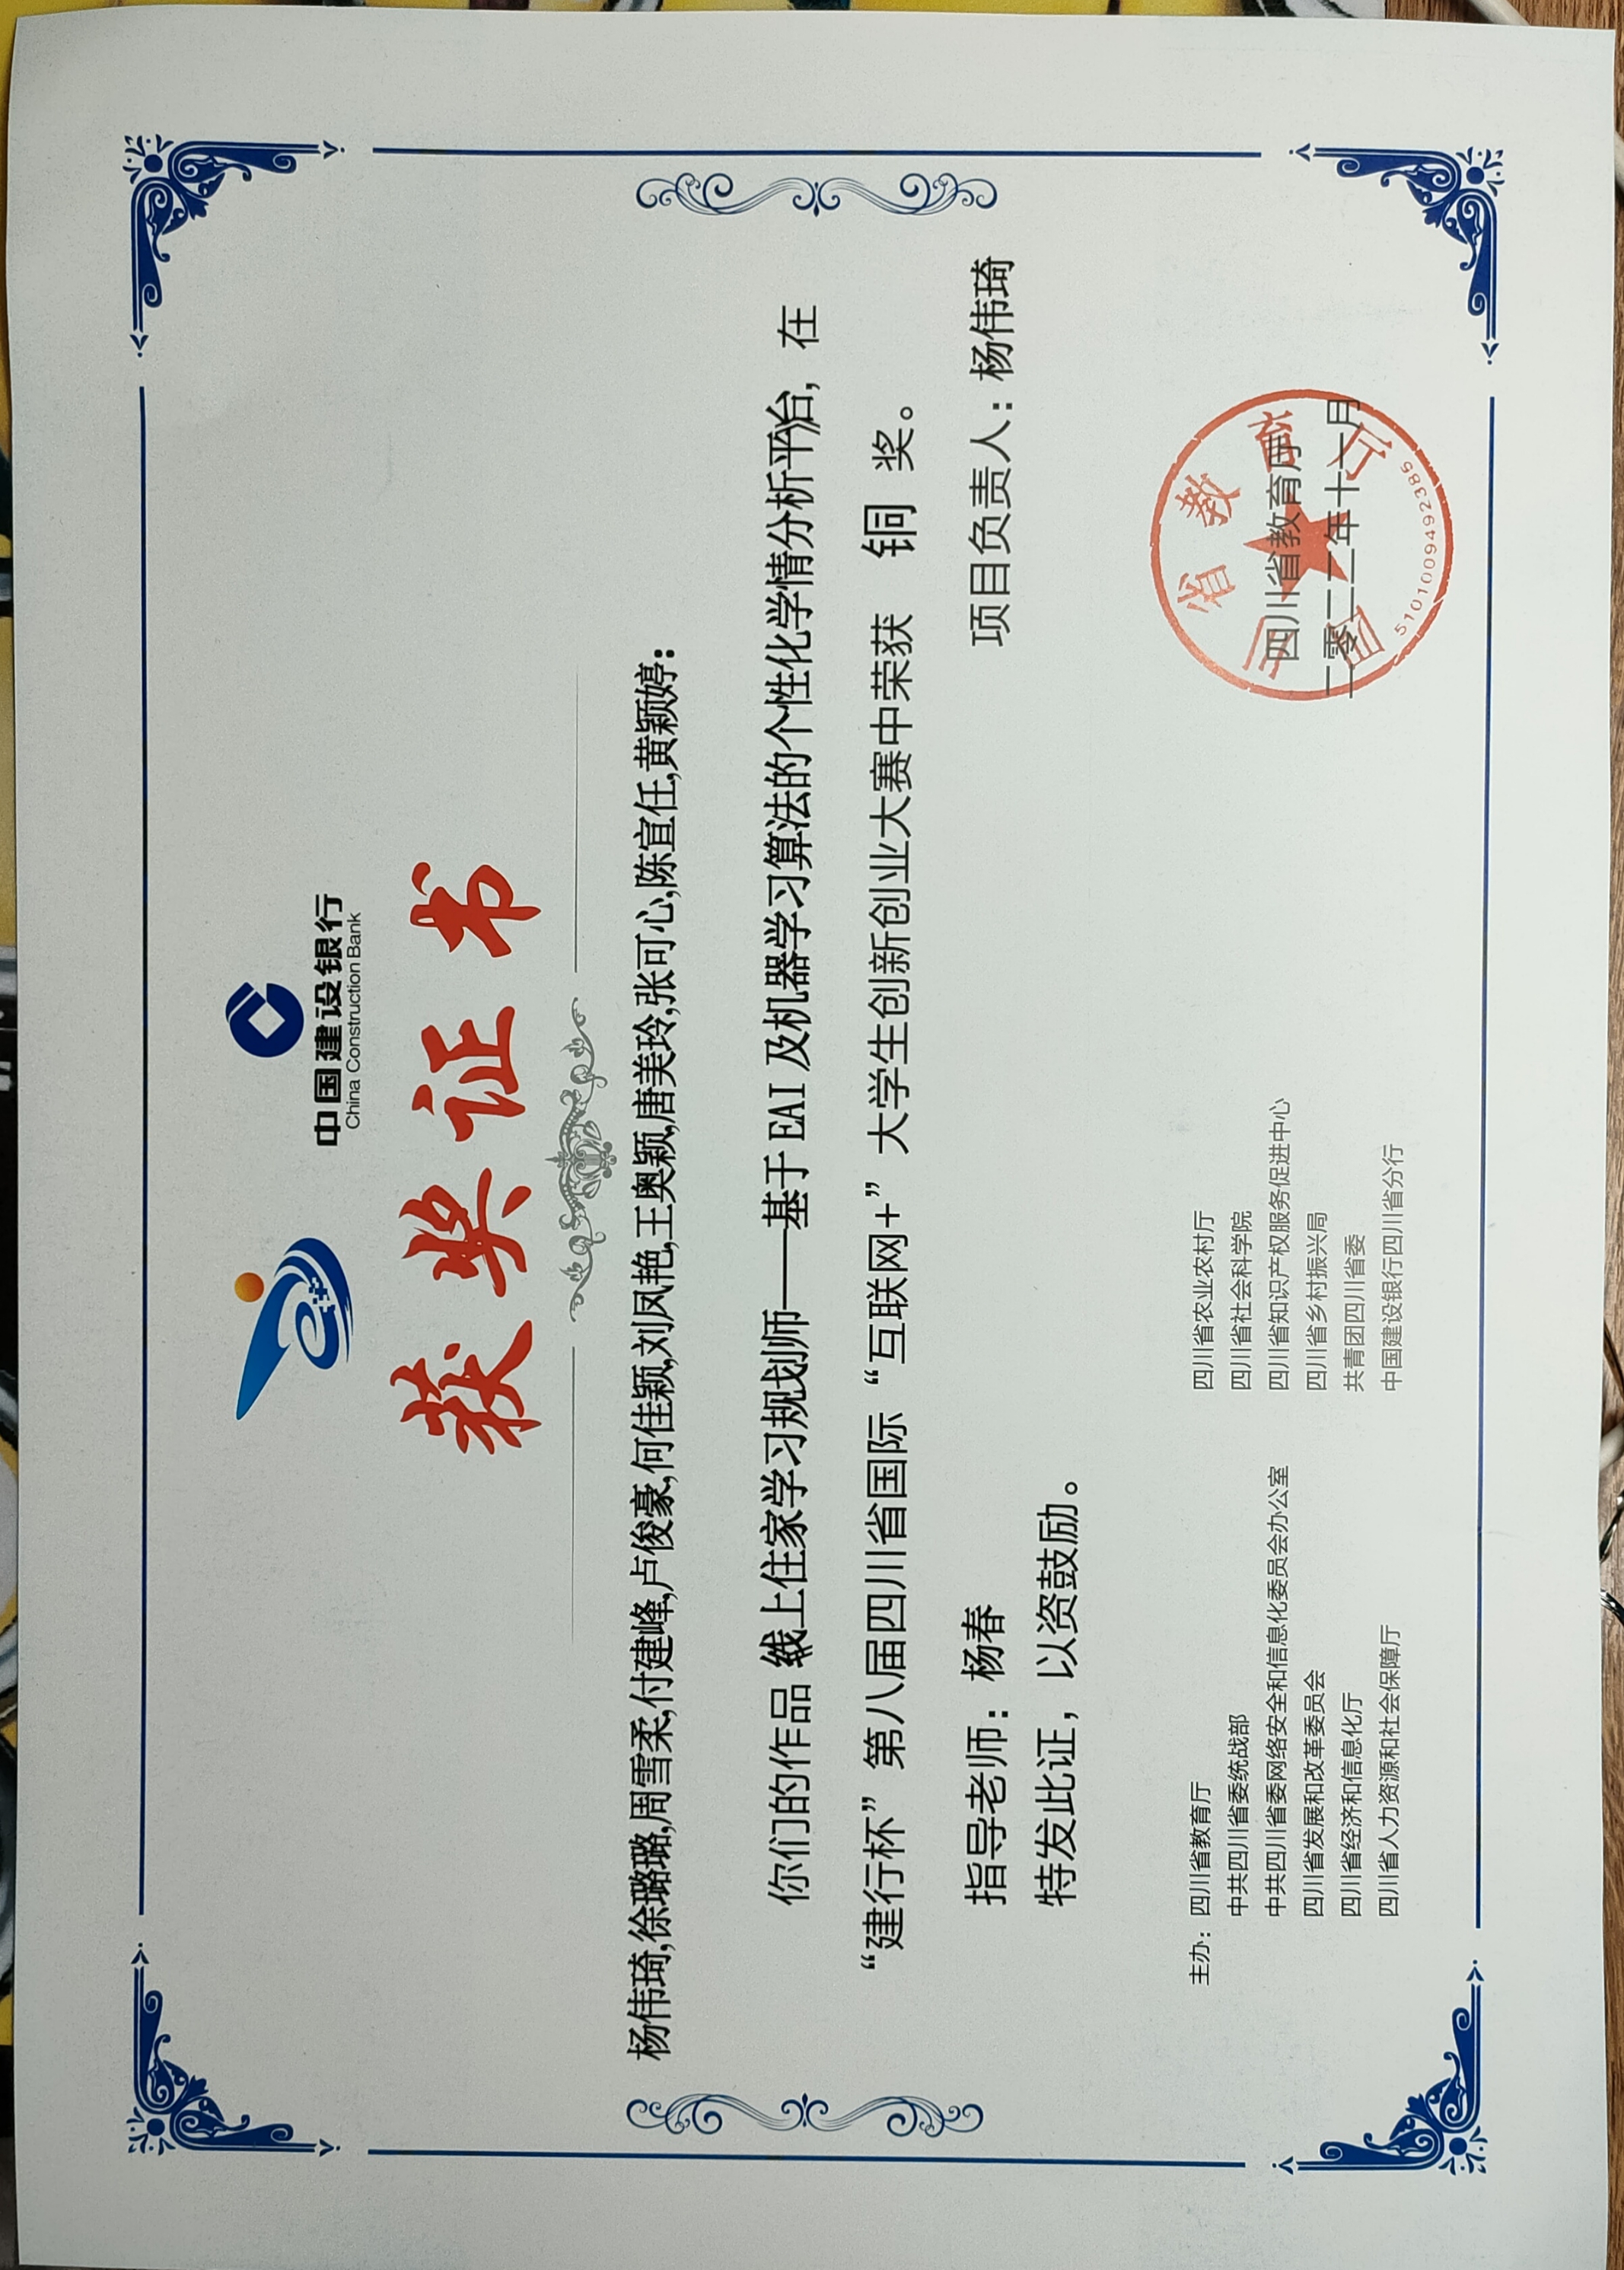 中国建设银行
China Construction Bank
获奖证书
杨伟琦,徐璐璐,周雪柔,付建峰,卢俊豪,何佳颖,刘凤艳,王奥颖,唐美玲,张可心,陈宣任,黄颖婷：
你们的作品《线上住家学习规划师——基于EAI及机器学习算法的个性化学情分析平台》，在
“建行杯”第八届四川省国际“互联网+”大学生创新创业大赛中荣获 铜 奖。
指导老师：杨春
项目负责人：杨伟琦
特发此证，以资鼓励。
主办：四川省教育厅
中共四川省委统战部
中共四川省委网络安全和信息化委员会办公室
四川省发展和改革委员会
四川省经济和信息化厅
四川省人力资源和社会保障厅
四川省农业农村厅
四川省社会科学院
四川省知识产权服务促进中心
四川省乡村振兴局
共青团四川省委
中国建设银行四川省分行
四川省教育厅
二零二二年十一月
四川省教育厅
5101009492385